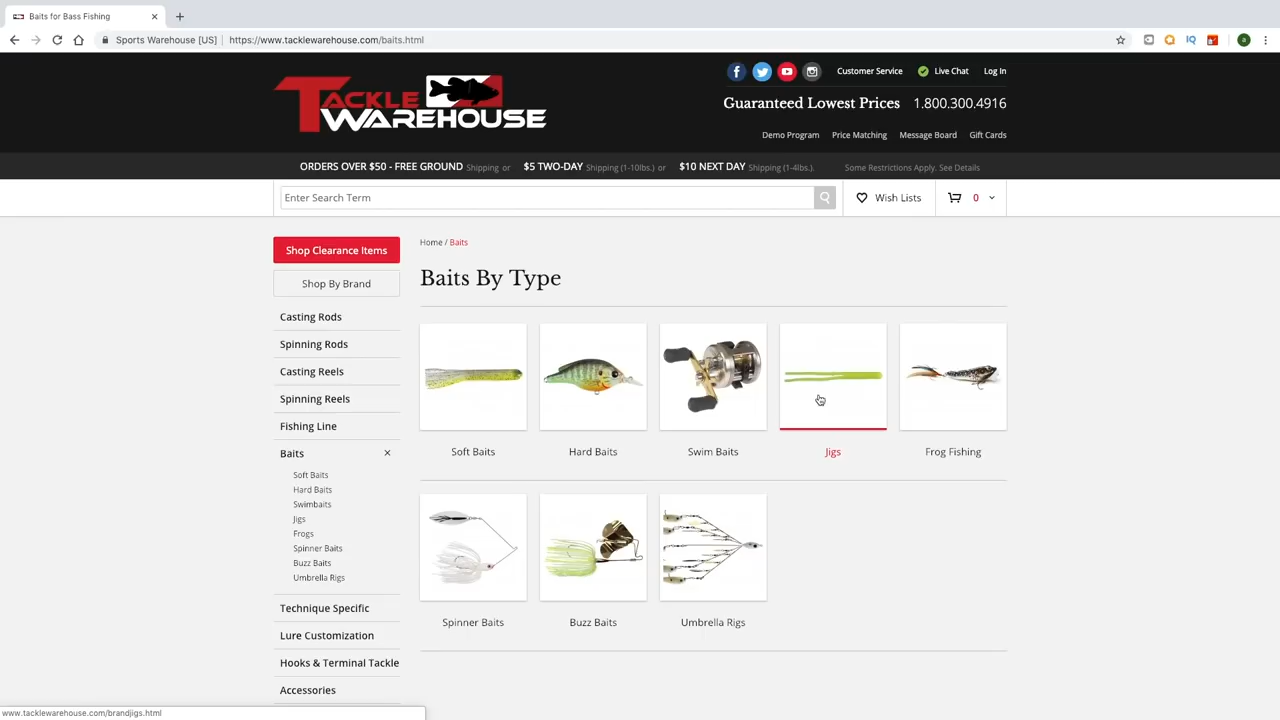 Baits for Bass Fishing
Sports Warehouse [US] https://www.tacklewarehouse.com/baits.html
IQ
a
Customer Service Live Chat Log In
TACKLE
WAREHOUSE
Guaranteed Lowest Prices 1.800.300.4916
Demo Program Price Matching Message Board Gift Cards
ORDERS OVER $50 - FREE GROUND Shipping or $5 TWO-DAY Shipping (1-10lbs.) or $10 NEXT DAY Shipping (1-4lbs.). Some Restrictions Apply. See Details
Enter Search Term
Wish Lists
0
Shop Clearance Items
Shop By Brand
Casting Rods
Spinning Rods
Casting Reels
Spinning Reels
Fishing Line
Baits
Soft Baits
Hard Baits
Swimbaits
Jigs
Frogs
Spinner Baits
Buzz Baits
Umbrella Rigs
Technique Specific
Lure Customization
Hooks & Terminal Tackle
Accessories
Home / Baits
Baits By Type
Soft Baits
Hard Baits
Swim Baits
Jigs
Frog Fishing
Spinner Baits
Buzz Baits
Umbrella Rigs
www.tacklewarehouse.com/brandjigs.html